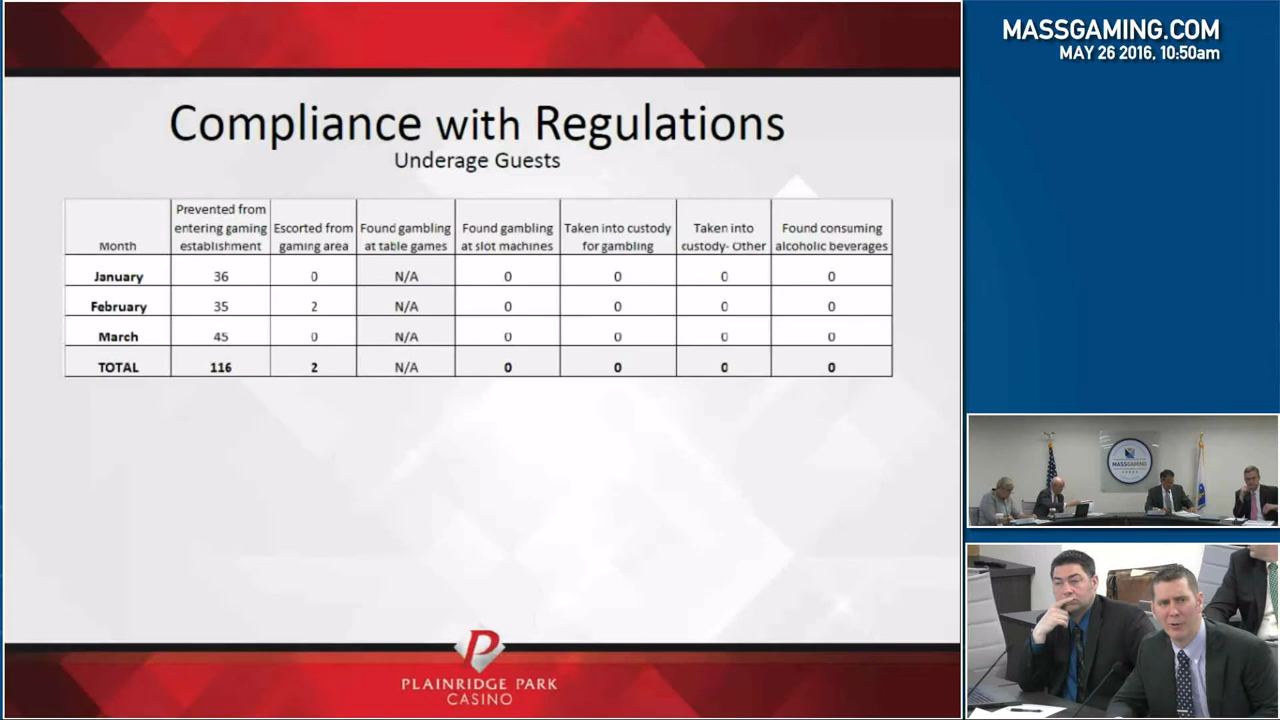 MASSGAMING.COM
MAY 26 2016, 10:50am
Compliance with Regulations
Underage Guests
Month
Prevented from entering gaming establishment
Escorted from gaming area
Found gambling at table games
Found gambling at slot machines
Taken into custody for gambling
Taken into custody- Other
Found consuming alcoholic beverages
January 36 0 N/A 0 0 0 0
February 35 2 N/A 0 0 0 0
March 45 0 N/A 0 0 0 0
TOTAL 116 2 N/A 0 0 0 0
MASSGAMING
P
PLAINRIDGE PARK
CASINO